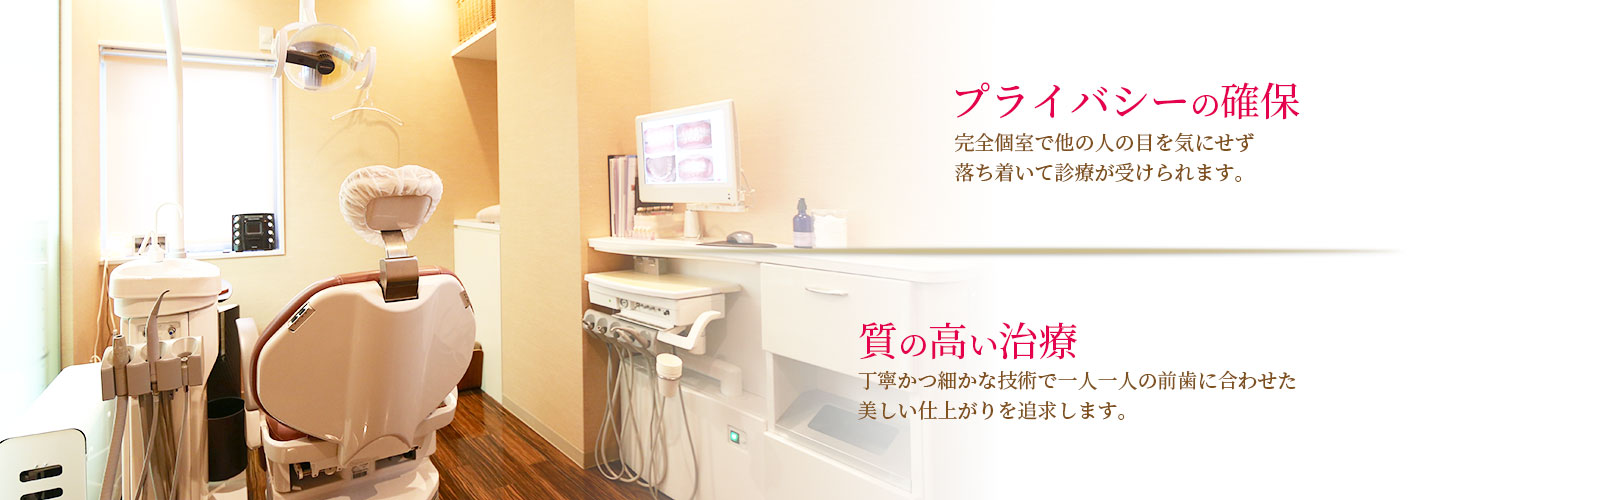 プライバシーの確保
完全個室で他の人の目を気にせず
落ち着いて診療が受けられます。
質の高い治療
丁寧かつ細かな技術で一人一人の前歯に合わせた
美しい仕上がりを追求します。